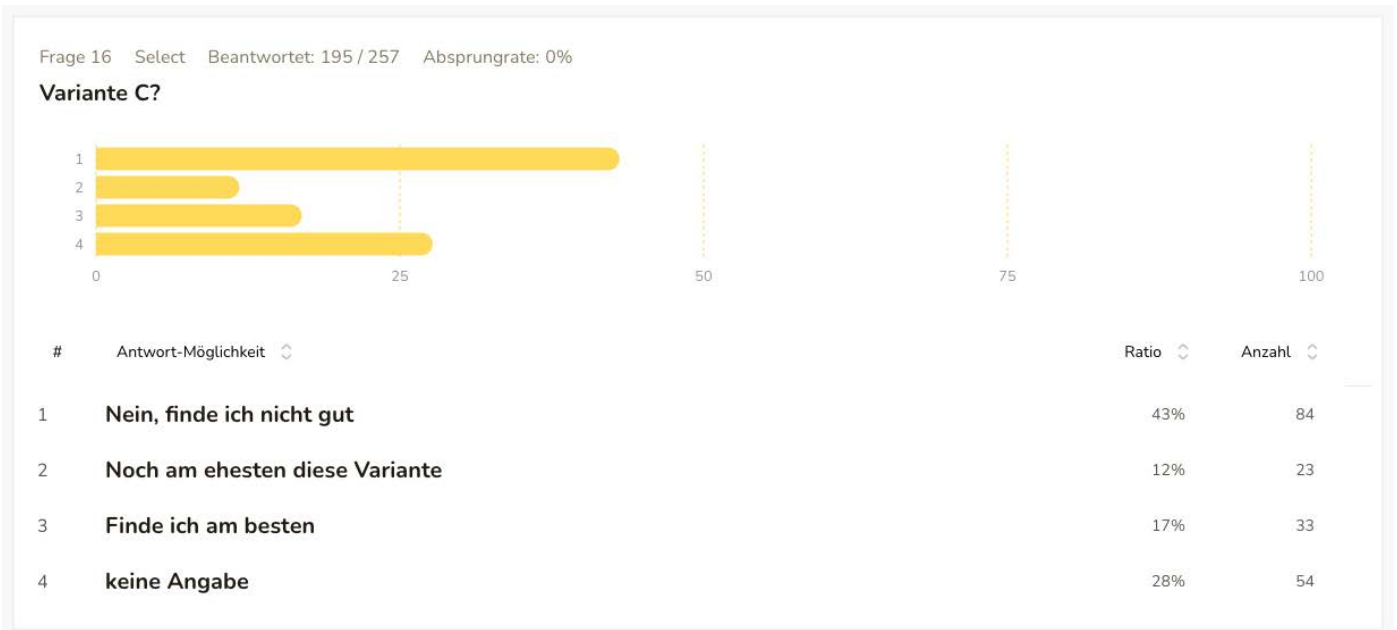 Frage 16 Select Beantwortet: 195 / 257 Absprungrate: 0%
Variante C?
1
2
3
4
0 25 50 75 100
# Antwort-Möglichkeit Ratio Anzahl
1 Nein, finde ich nicht gut 43% 84
2 Noch am ehesten diese Variante 12% 23
3 Finde ich am besten 17% 33
4 keine Angabe 28% 54